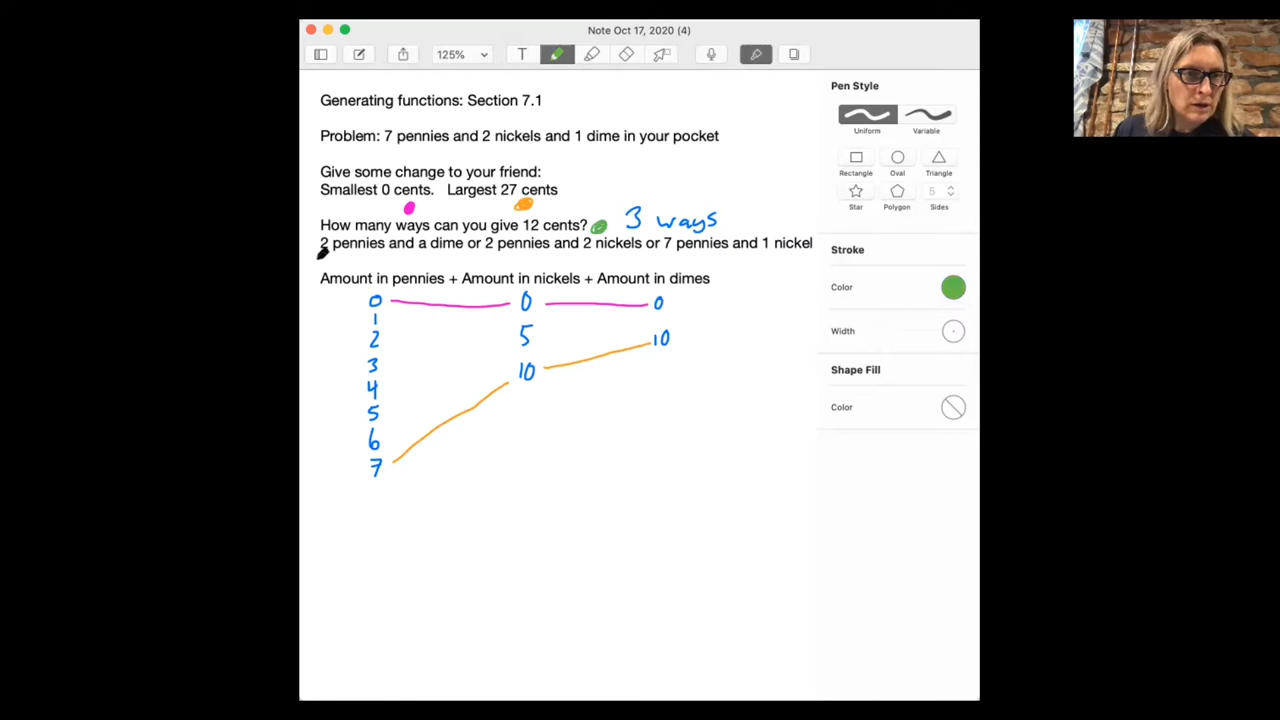 Note Oct 17, 2020 (4)
125%
T
Generating functions: Section 7.1
Problem: 7 pennies and 2 nickels and 1 dime in your pocket
Give some change to your friend:
Smallest 0 cents. Largest 27 cents
How many ways can you give 12 cents? 3 ways
2 pennies and a dime or 2 pennies and 2 nickels or 7 pennies and 1 nickel
Amount in pennies + Amount in nickels + Amount in dimes
0 0 0
1
2 5 10
3 10
4
5
6
7
Pen Style
Uniform Variable
Rectangle Oval Triangle
5
Star Polygon Sides
Stroke
Color
Width
Shape Fill
Color